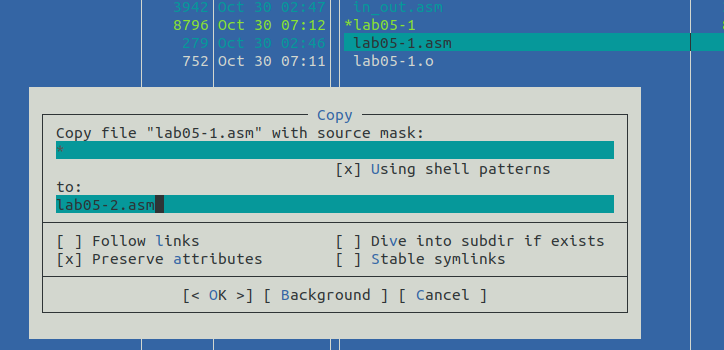 3942 Oct 30 02:47 in_out.asm
8796 Oct 30 07:12 *lab05-1
279 Oct 30 02:46 lab05-1.asm
752 Oct 30 07:11 lab05-1.o
Copy
Copy file "lab05-1.asm" with source mask:
*
[x] Using shell patterns
to:
lab05-2.asm
[ ] Follow links [ ] Dive into subdir if exists
[x] Preserve attributes [ ] Stable symlinks
[< OK >] [ Background ] [ Cancel ]